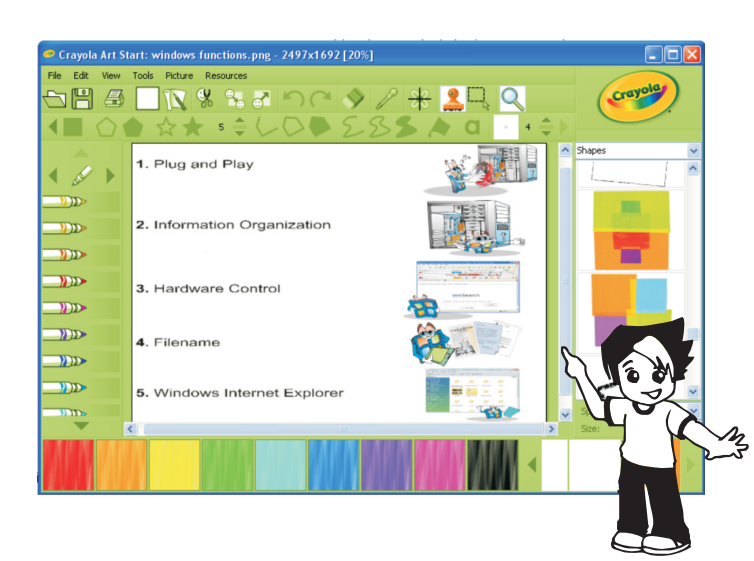 Crayola Art Start: windows functions.png - 2497x1692 [20%]
File Edit View Tools Picture Resources
Crayola
5
a
4
Shapes
1. Plug and Play
2. Information Organization
3. Hardware Control
4. Filename
5. Windows Internet Explorer
Size: